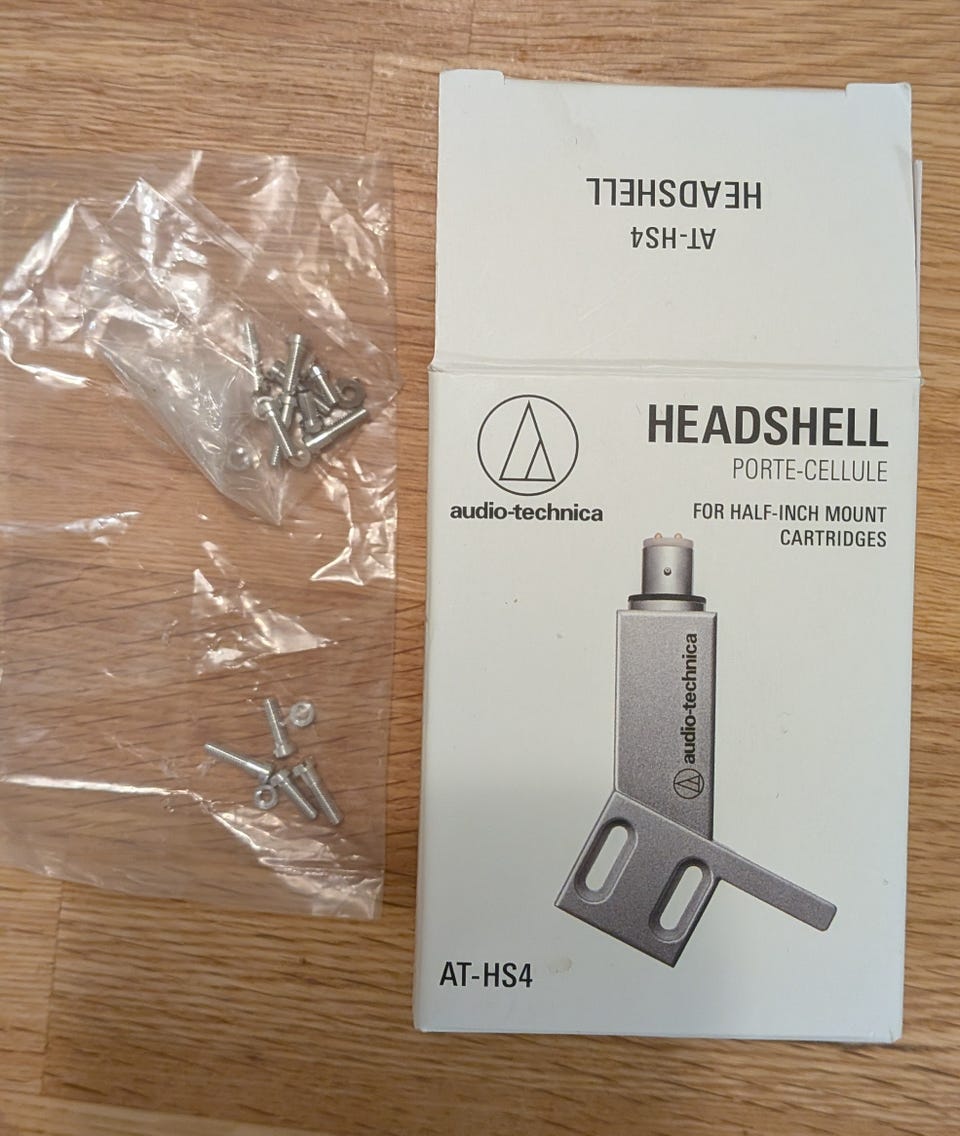 HEADSHELL
AT-HS4
audio-technica
HEADSHELL
PORTE-CELLULE
FOR HALF-INCH MOUNT
CARTRIDGES
audio-technica
AT-HS4